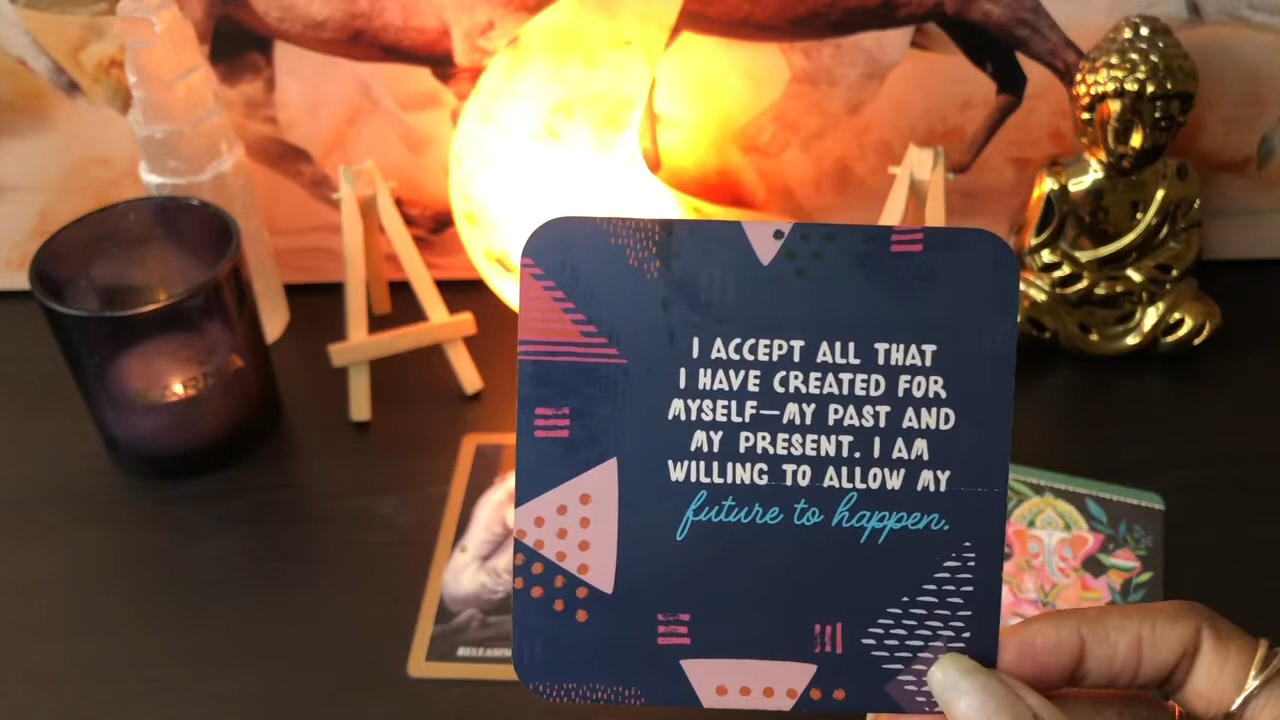 I ACCEPT ALL THAT
I HAVE CREATED FOR
MYSELF—MY PAST AND
MY PRESENT. I AM
WILLING TO ALLOW MY
future to happen.